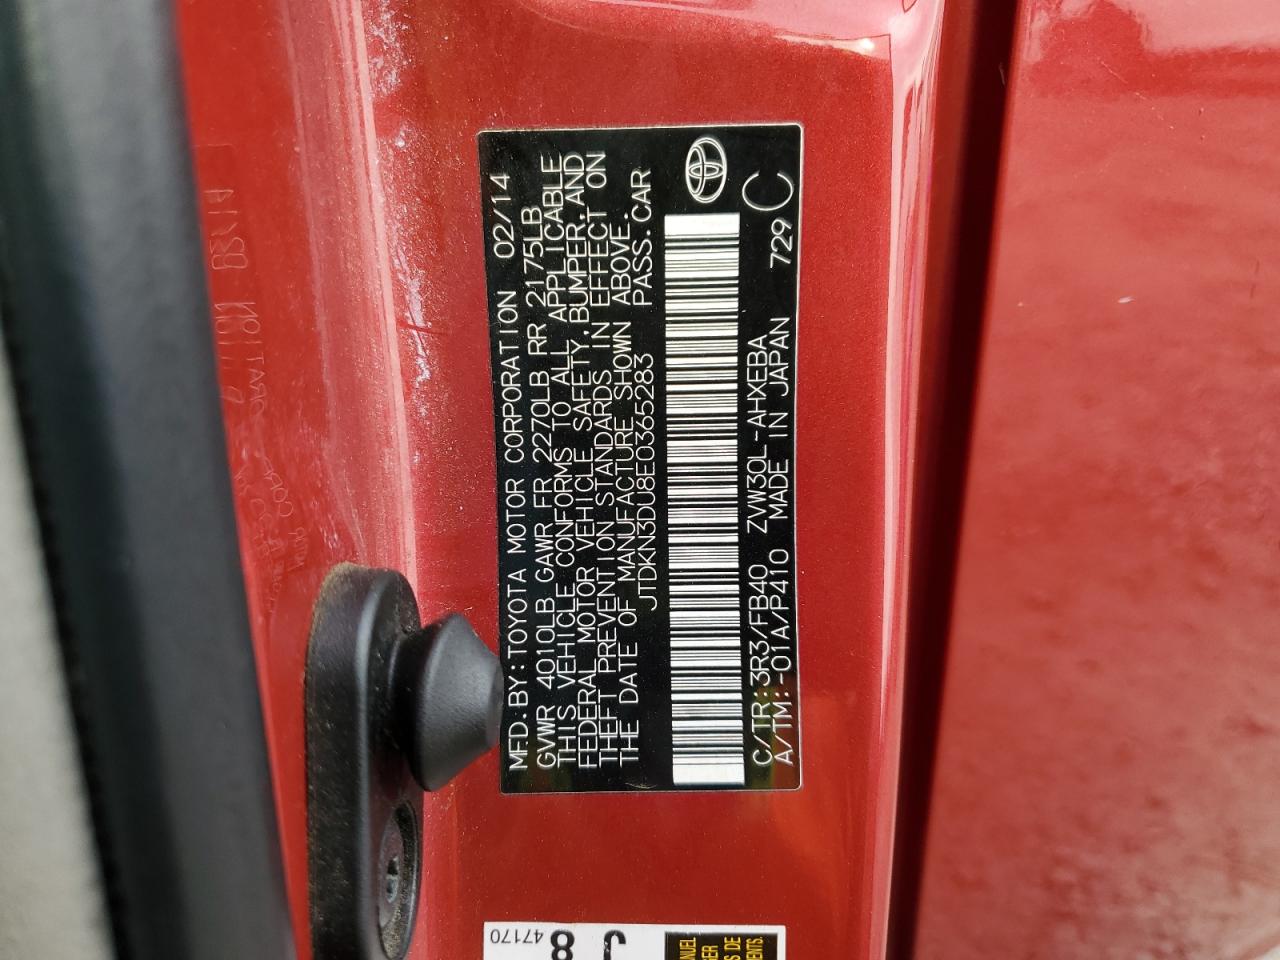 MFD.BY:TOYOTA MOTOR CORPORATION 02/14
GVWR 4010LB GAWR FR 2270LB RR 2175LB
THIS VEHICLE CONFORMS TO ALL APPLICABLE
FEDERAL MOTOR VEHICLE SAFETY,BUMPER,AND
THEFT PREVENTION STANDARDS IN EFFECT ON
THE DATE OF MANUFACTURE SHOWN ABOVE.
JTDKN3DU8E0365283 PASS.CAR
C/TR:3R3/FB40 ZVW30L-AHXEBA 729
A/TM:-01A/P410 MADE IN JAPAN C
47170
8
J